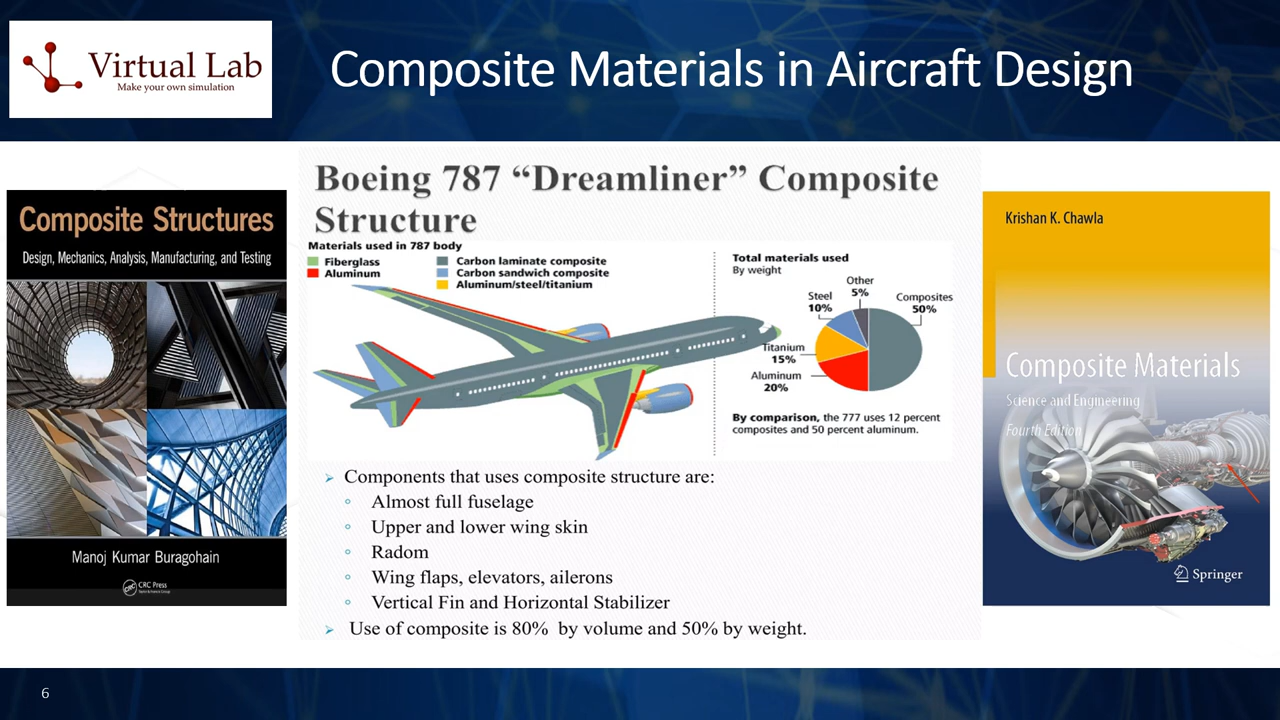 Virtual Lab
Make your own simulation
Composite Materials in Aircraft Design
Composite Structures
Design, Mechanics, Analysis, Manufacturing, and Testing
Manoj Kumar Buragohain
CRC Press
Boeing 787 “Dreamliner” Composite
Structure
Materials used in 787 body
Fiberglass
Aluminum
Carbon laminate composite
Carbon sandwich composite
Aluminum/steel/titanium
Total materials used
By weight
Other
5%
Steel
10%
Composites
50%
Titanium
15%
Aluminum
20%
By comparison, the 777 uses 12 percent
composites and 50 percent aluminum.
Components that uses composite structure are:
Almost full fuselage
Upper and lower wing skin
Radom
Wing flaps, elevators, ailerons
Vertical Fin and Horizontal Stabilizer
Use of composite is 80% by volume and 50% by weight.
Krishan K. Chawla
Composite Materials
Science and Engineering
Fourth Edition
Springer
6